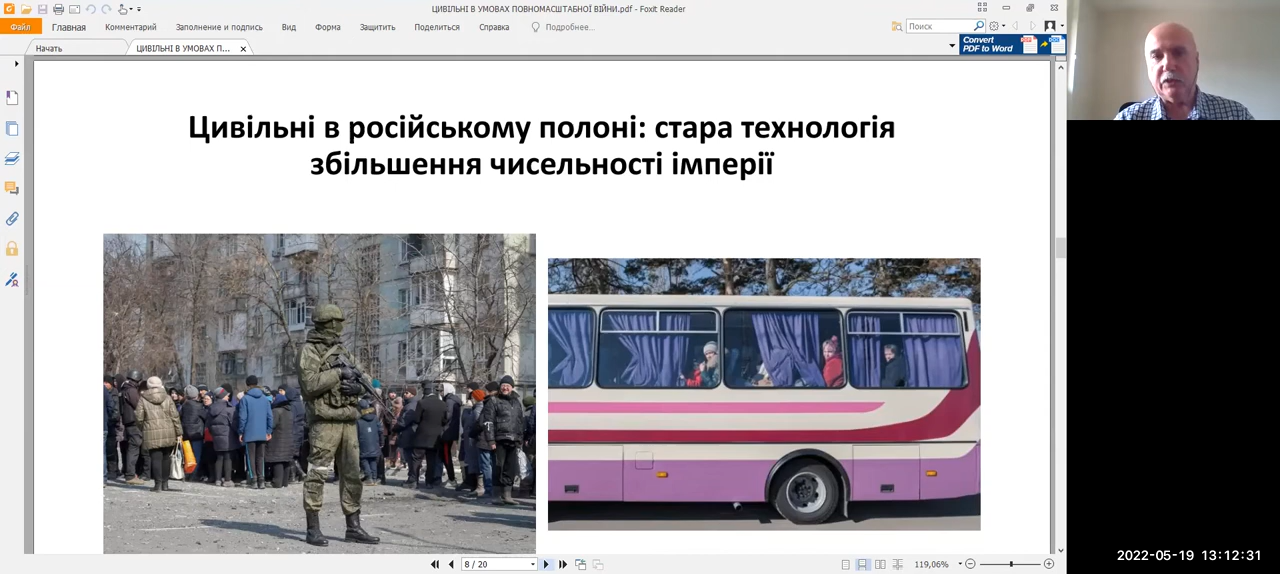 ЦИВІЛЬНІ В УМОВАХ ПОВНОМАСШТАБНОЇ ВІЙНИ.pdf - Foxit Reader
Файл Главная Комментарий Заполнение и подпись Вид Форма Защитить Поделиться Справка Подробнее... Поиск
Начать ЦИВІЛЬНІ В УМОВАХ П...
Convert
PDF to Word
Цивільні в російському полоні: стара технологія
збільшення чисельності імперії
8 / 20 119,06%
2022-05-19 13:12:31